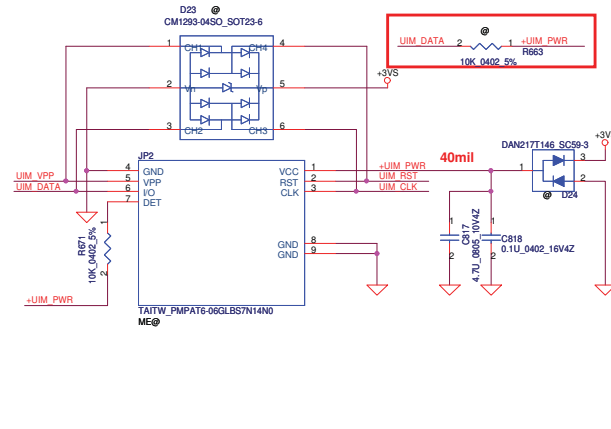 D23 @
CM1293-04SO_SOT23-6
1 CH1 CH4 4
2 Vn Vp 5
3 CH2 CH3 6
+3VS
@
UIM_DATA 2 1 +UIM_PWR
R663
10K_0402_5%
JP2
UIM_VPP
UIM_DATA
4 GND
5 VPP
6 I/O
7 DET
VCC 1 +UIM_PWR
RST 2 UIM_RST
CLK 3 UIM_CLK
GND 8
GND 9
40mil
DAN217T146_SC59-3
+3V
1 3
2
@ D24
1
R671
10K_0402_5%
2
+UIM_PWR
1
C817
4.7U_0805_10V4Z
2
1
C818
0.1U_0402_16V4Z
2
TAITW_PMPAT6-06GLBS7N14N0
ME@